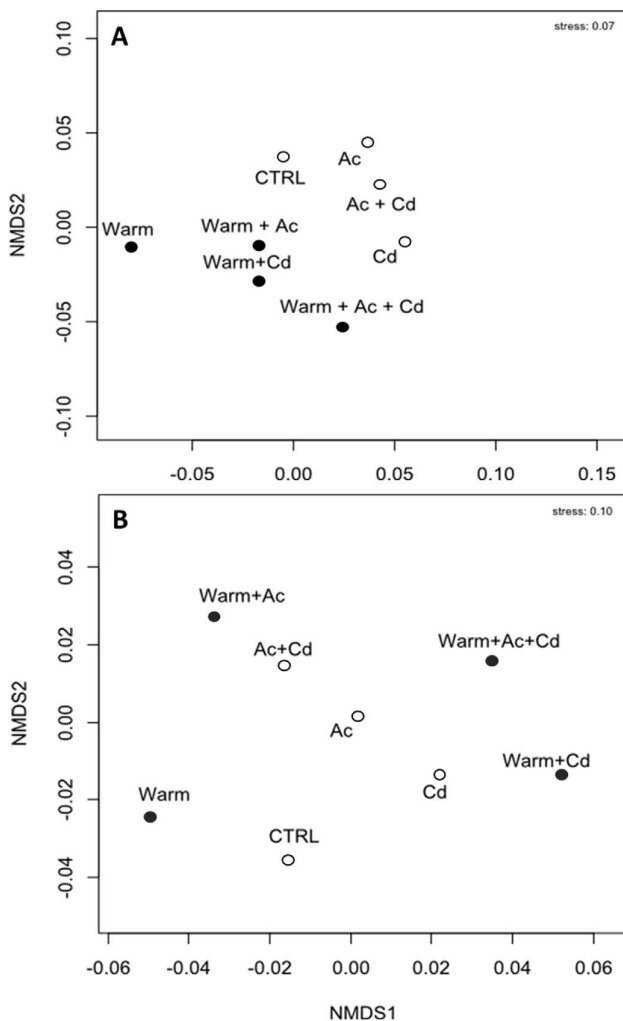 A
stress: 0.07
0.10
0.05
0.00
-0.05
-0.10
NMDS2
CTRL
Ac
Ac + Cd
Warm
Warm + Ac
Warm+Cd
Cd
Warm + Ac + Cd
-0.05
0.00
0.05
0.10
0.15
B
stress: 0.10
0.04
0.02
0.00
-0.02
-0.04
NMDS2
Warm+Ac
Ac+Cd
Warm+Ac+Cd
Ac
Warm+Cd
Warm
Cd
CTRL
-0.06
-0.04
-0.02
0.00
0.02
0.04
0.06
NMDS1